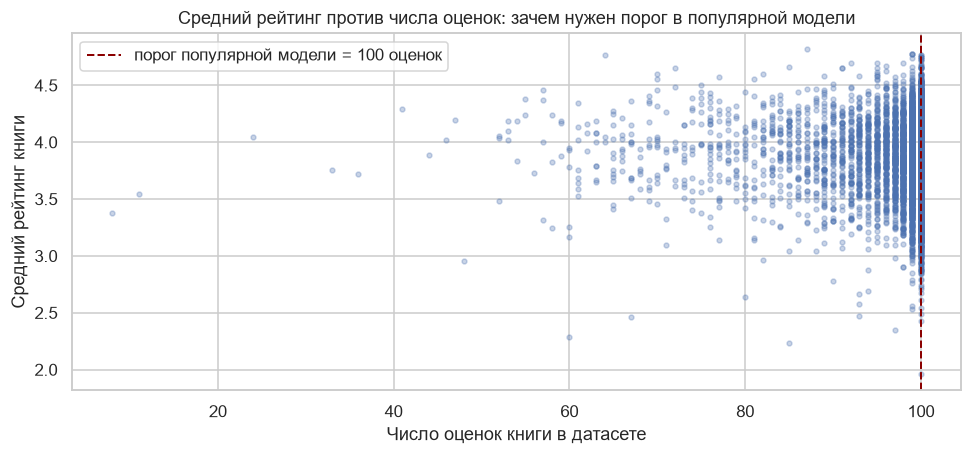 Средний рейтинг против числа оценок: зачем нужен порог в популярной модели
порог популярной модели = 100 оценок
Средний рейтинг книги
4.5
4.0
3.5
3.0
2.5
2.0
20 40 60 80 100
Число оценок книги в датасете